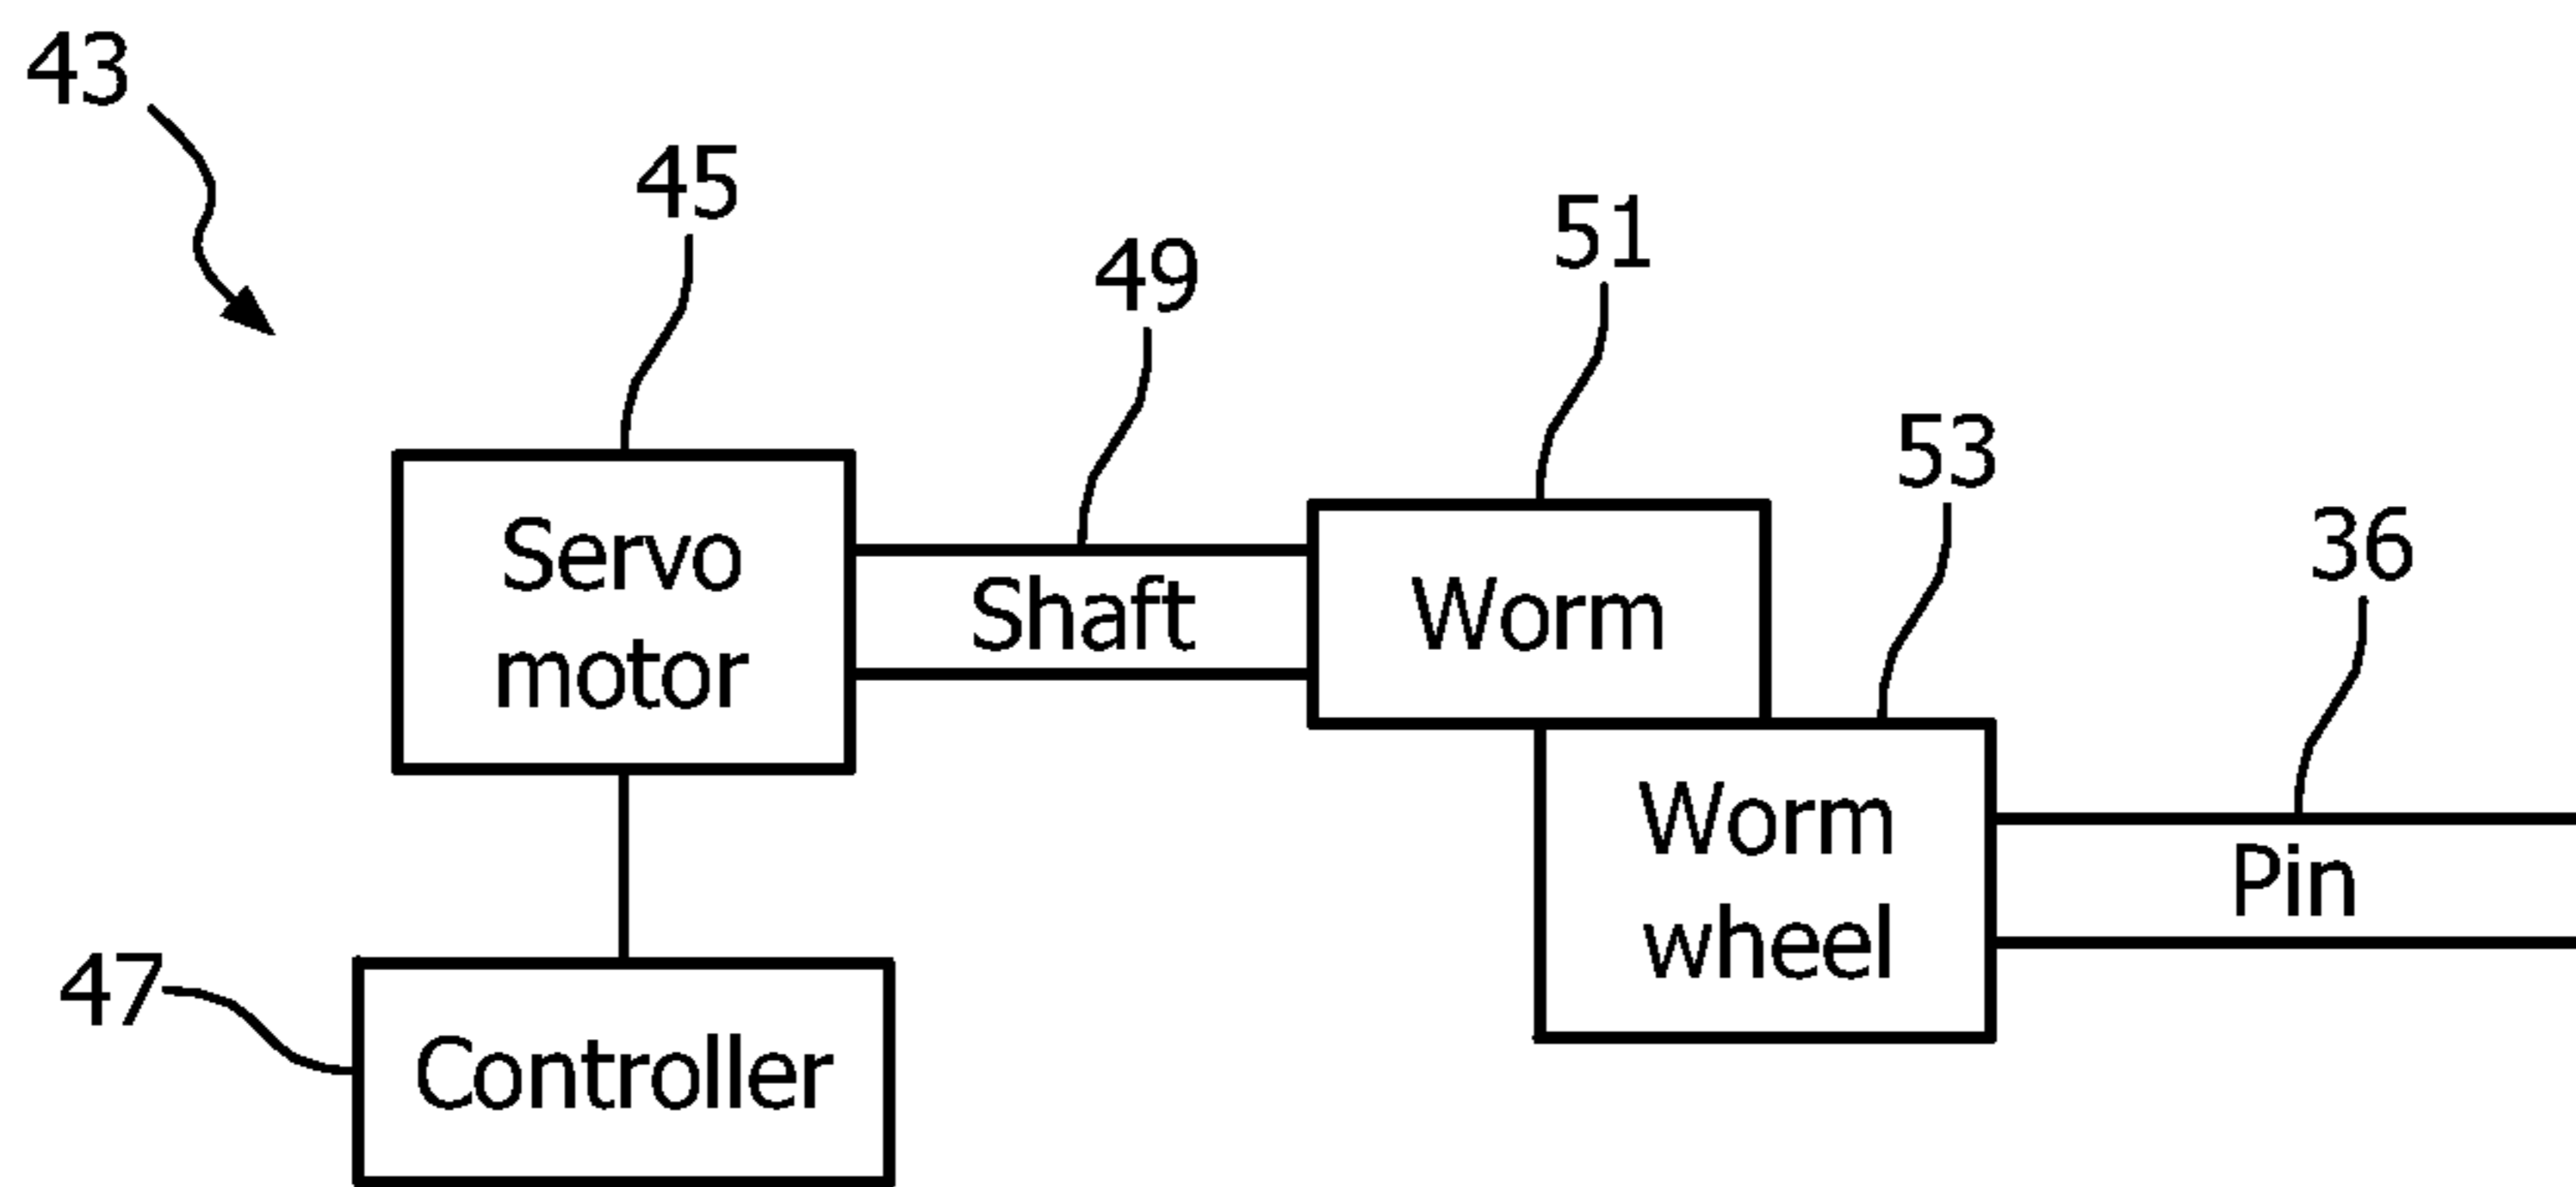 43
45
49
51
53
36
Servo
motor
Shaft
Worm
Worm
wheel
Pin
47
Controller